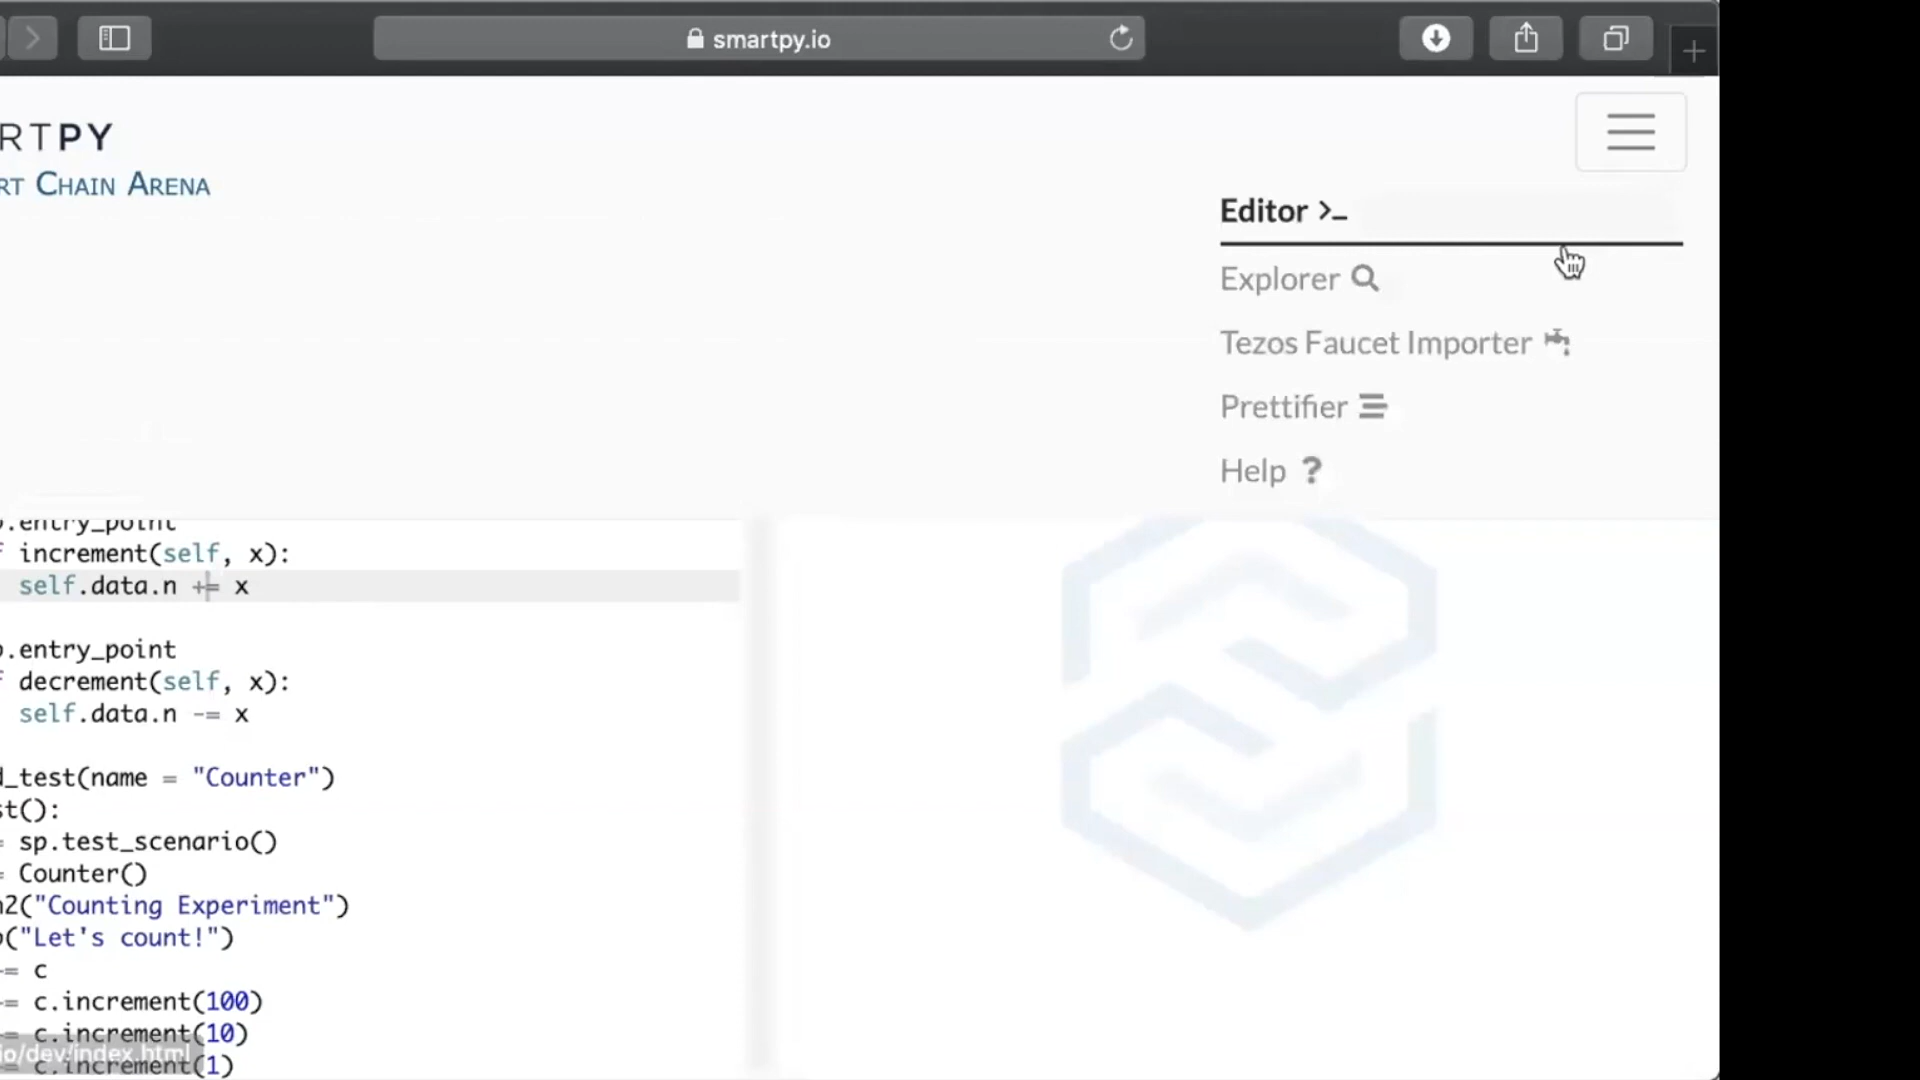 smartpy.io
RTPY
RT CHAIN ARENA
Editor >_
Explorer
Tezos Faucet Importer
Prettifier
Help ?
.entry_point
increment(self, x):
self.data.n += x
.entry_point
decrement(self, x):
self.data.n -= x
_test(name = "Counter")
st():
= sp.test_scenario()
= Counter()
2("Counting Experiment")
("Let's count!")
= c
= c.increment(100)
= c.increment(10)
io/dev/index.html
= c.increment(1)